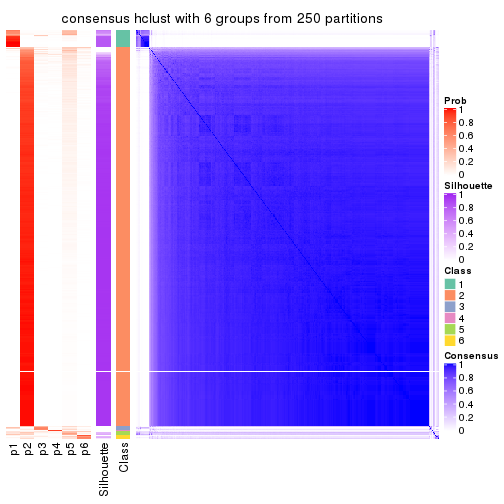 consensus hclust with 6 groups from 250 partitions
Prob
1
0.8
0.6
0.4
0.2
0
Silhouette
1
0.8
0.6
0.4
0.2
0
Class
1
2
3
4
5
6
Consensus
1
0.8
0.6
0.4
0.2
0
p1
p2
p3
p4
p5
p6
Silhouette
Class